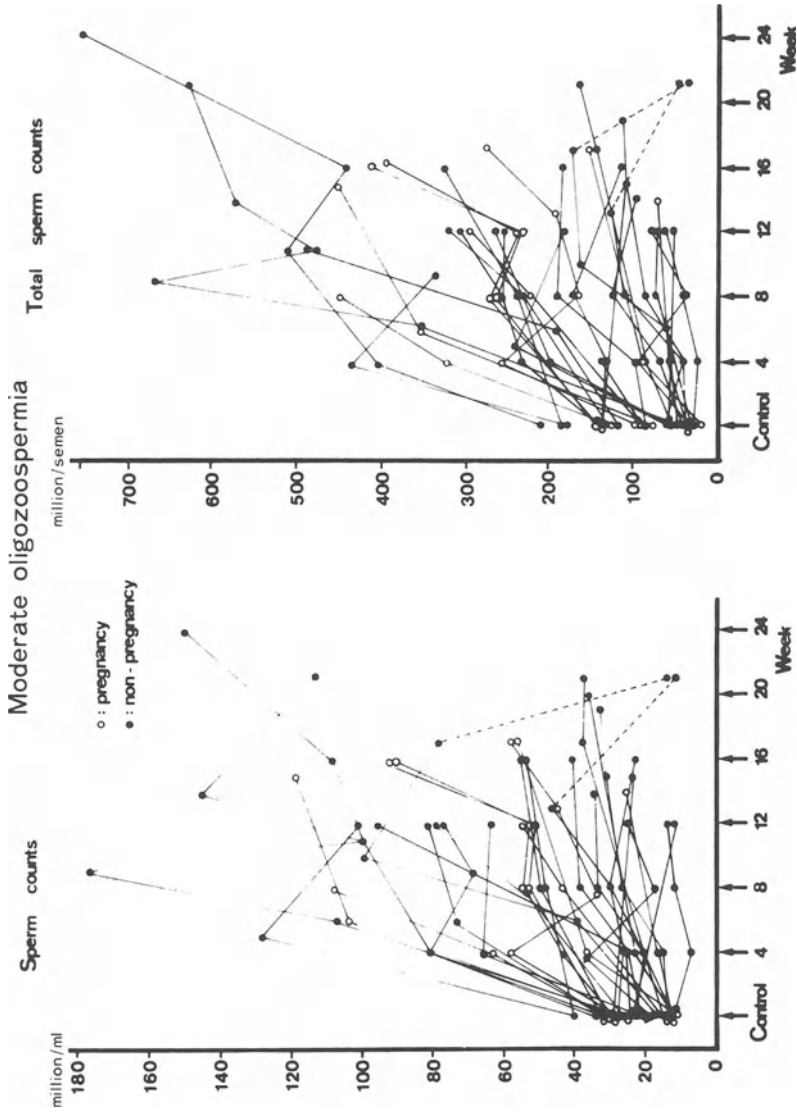 Moderate oligozoospermia
Sperm counts
million/ml
○ : pregnancy
● : non-pregnancy
180
160
140
120
100
80
60
40
20
0
Control
4
8
12
16
20
24
Week
Total sperm counts
million/semen
700
600
500
400
300
200
100
0
Control
4
8
12
16
20
24
Week